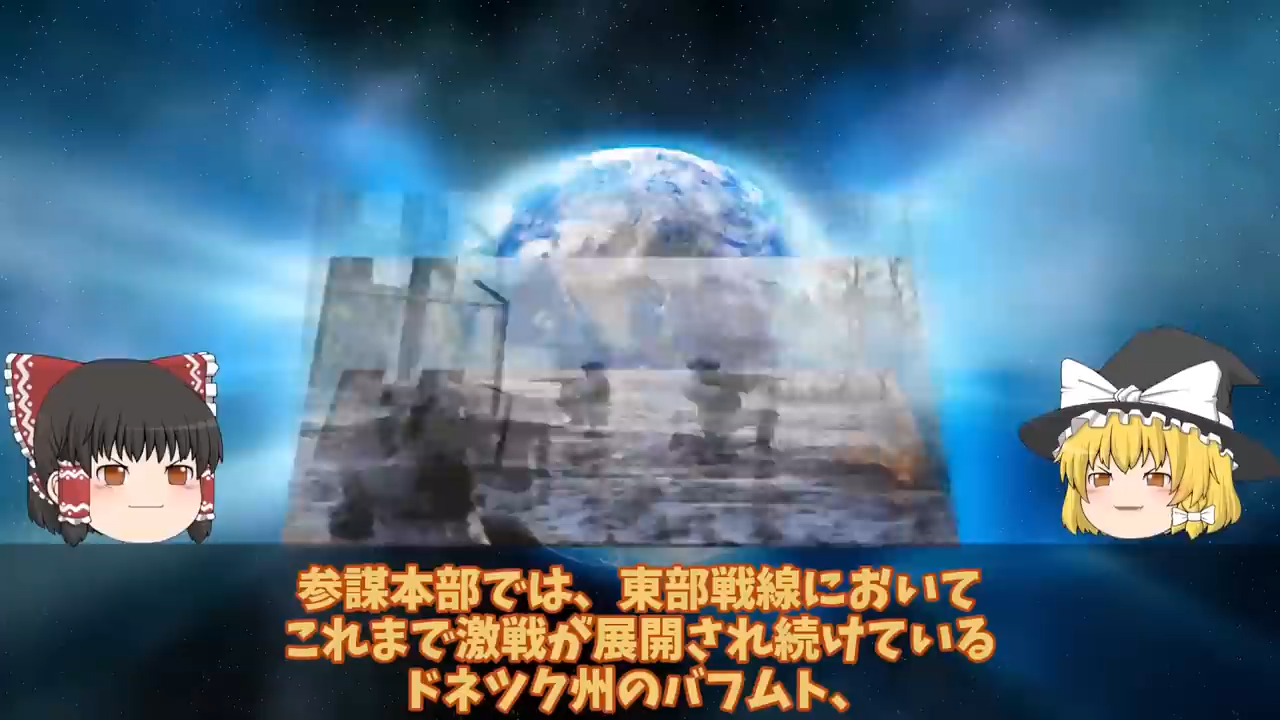 参謀本部では、東部戦線において
これまで激戦が展開され続けている
ドネツク州のバフムト、